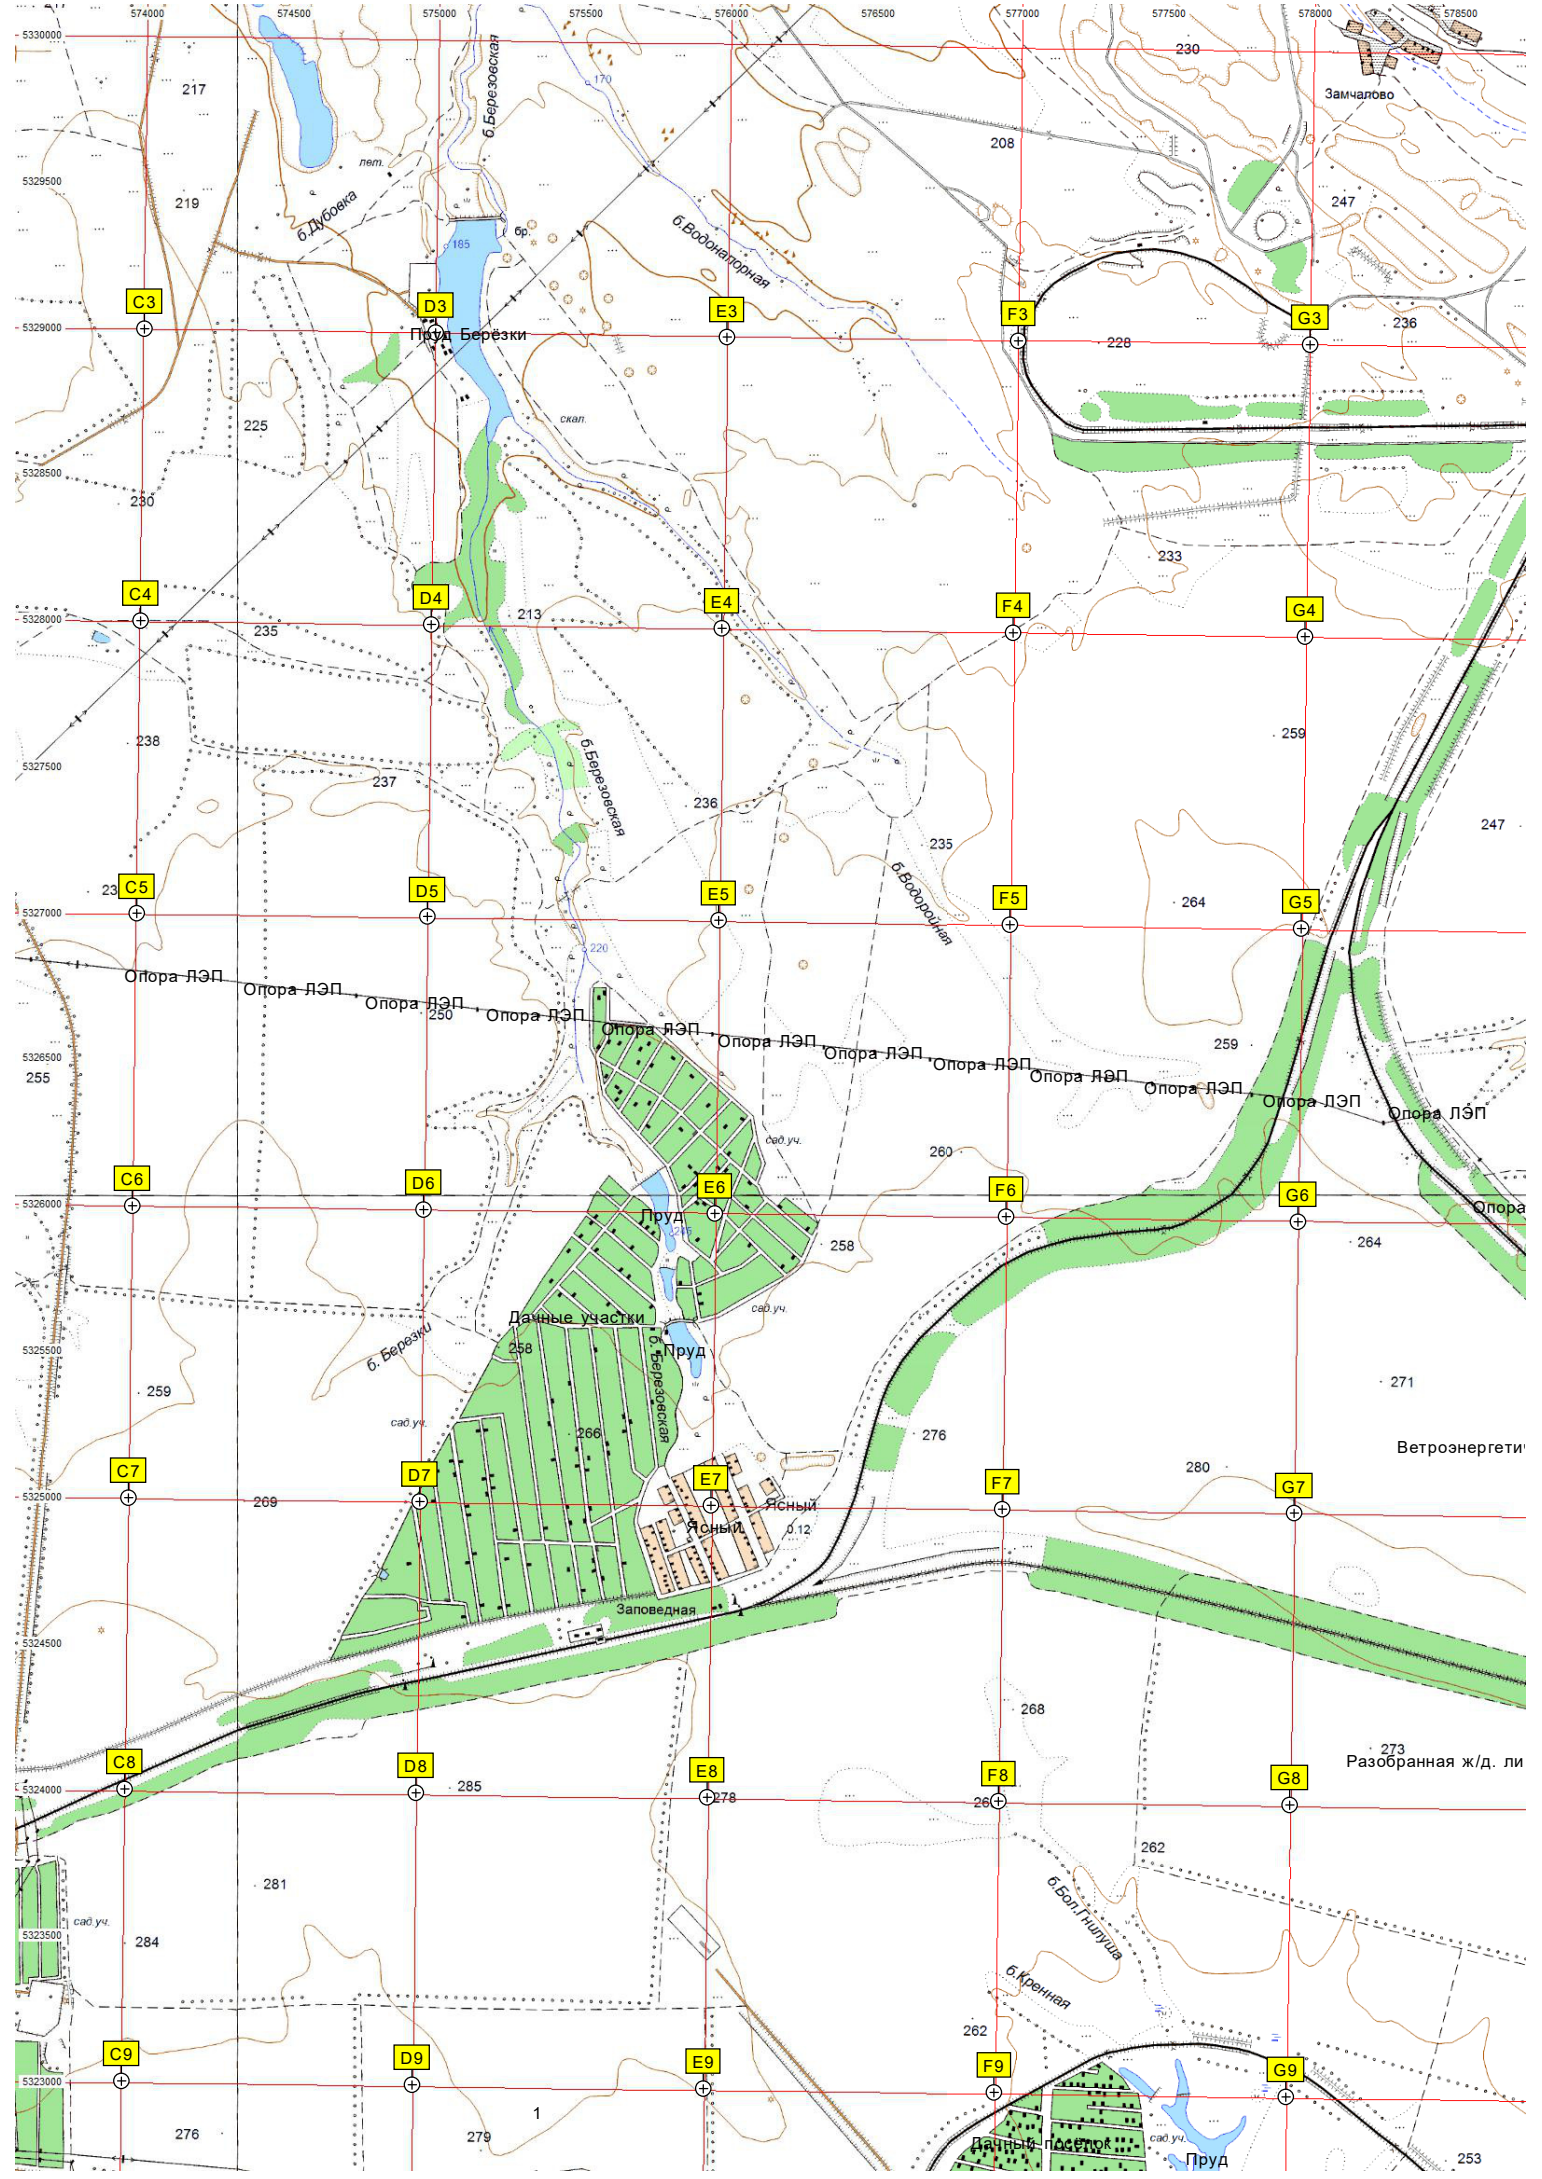 574000 574500 575000 575500 576000 576500 577000 577500 578000 578500
5330000
230
217
170
б.Березовская
Замчалово
208
лет.
5329500
219
247
б.Дубовка
б.Водонапорная
185
бр.
C3
D3
E3
F3
G3
5329000
Пруд Берёзки
236
228
225
скал.
5328500
230
233
C4
D4
E4
F4
G4
5328000
213
235
238
259
5327500
237
б.Березовская
236
247
235
C5
D5
E5
F5
G5
23
б.Водоройная
264
5327000
220
Опора ЛЭП
Опора ЛЭП
Опора ЛЭП
250
Опора ЛЭП
Опора ЛЭП
Опора ЛЭП
Опора ЛЭП
259
5326500
Опора ЛЭП
255
Опора ЛЭП
Опора ЛЭП
Опора ЛЭП
Опора ЛЭП
сад.уч.
260
C6
D6
E6
F6
G6
5326000
Опора
Пруд
245
258
264
сад.уч.
Дачные участки
б. Березки
258
5325500
Пруд
б. Березовская
259
271
сад.уч.
266
276
Ветроэнергети
C7
D7
E7
F7
G7
280
5325000
269
Ясный
Ясный
0.12
Заповедная
5324500
268
273
C8
D8
E8
F8
G8
Разобранная ж/д. ли
5324000
285
278
26
262
281
б.Бол.Гнилуша
сад.уч.
5323500
284
б.Кренная
262
C9
D9
E9
F9
G9
5323000
1
276
279
Дачный поселок
сад.уч.
Пруд
253